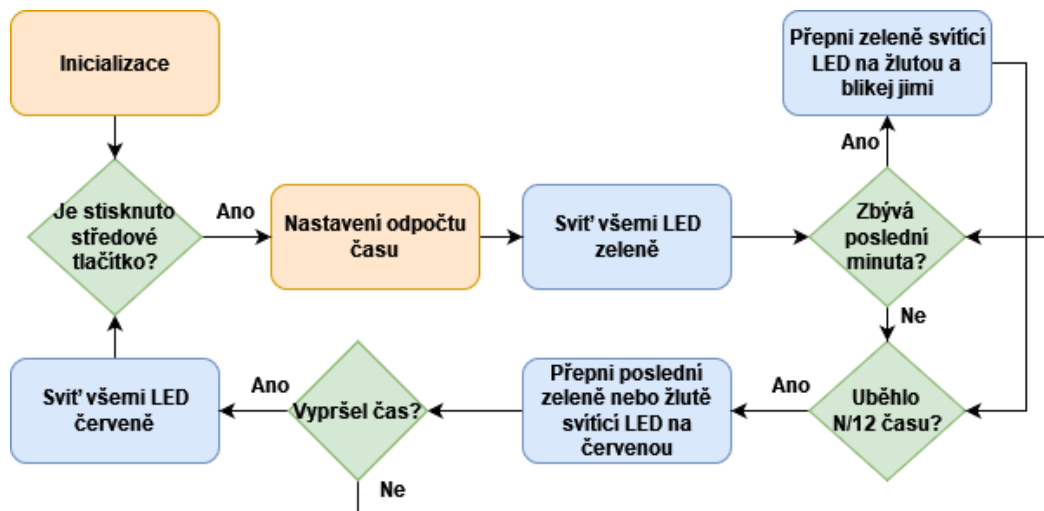 Inicializace
Přepni zeleně svítící
LED na žlutou a
blikej jimi
Ano
Je stisknuto
středové
tlačítko?
Ano
Nastavení odpočtu
času
Sviť všemi LED
zeleně
Zbývá
poslední
minuta?
Ne
Uběhlo
N/12 času?
Ano
Přepni poslední
zeleně nebo žlutě
svítící LED na
červenou
Vypršel čas?
Ano
Sviť všemi LED
červeně
Ne